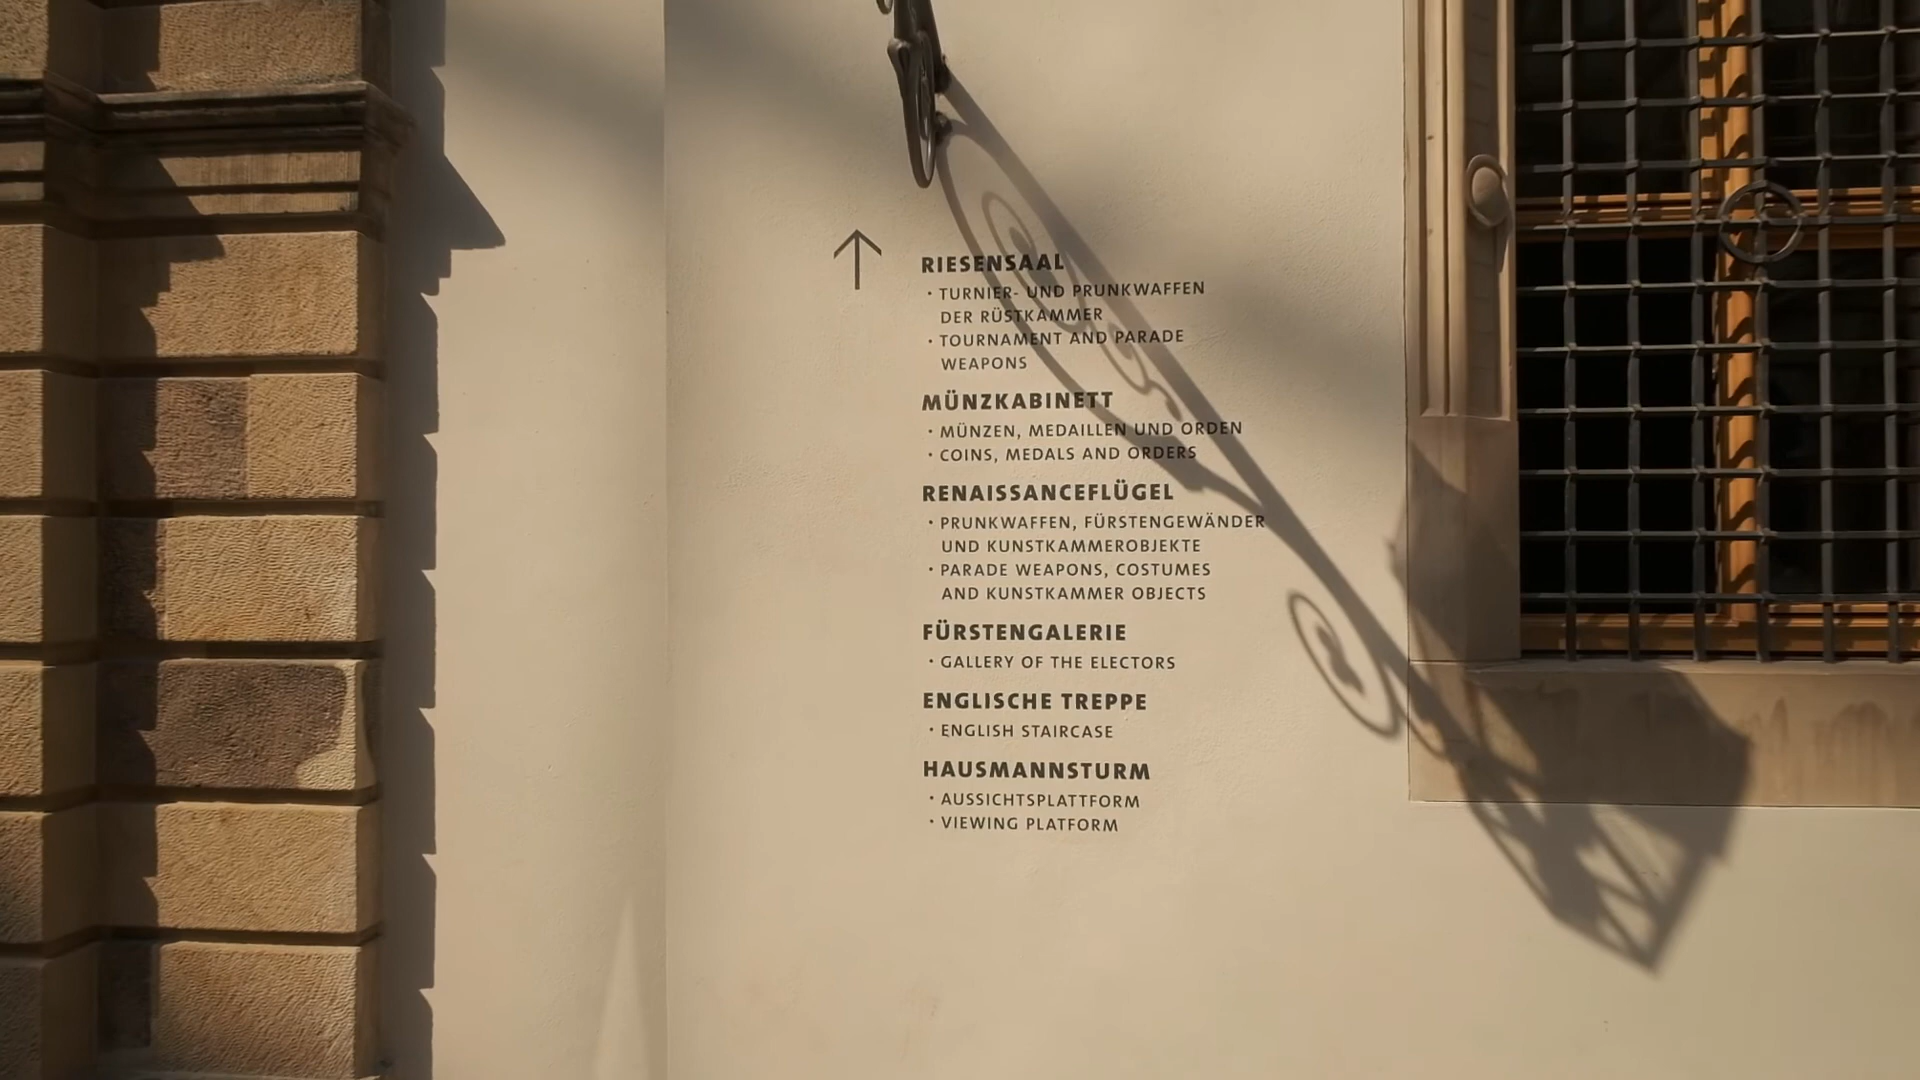 RIESENSAAL
· TURNIER- UND PRUNKWAFFEN
DER RÜSTKAMMER
· TOURNAMENT AND PARADE
WEAPONS
MÜNZKABINETT
· MÜNZEN, MEDAILLEN UND ORDEN
· COINS, MEDALS AND ORDERS
RENAISSANCEFLÜGEL
· PRUNKWAFFEN, FÜRSTENGEWÄNDER
UND KUNSTKAMMEROBJEKTE
· PARADE WEAPONS, COSTUMES
AND KUNSTKAMMER OBJECTS
FÜRSTENGALERIE
· GALLERY OF THE ELECTORS
ENGLISCHE TREPPE
· ENGLISH STAIRCASE
HAUSMANNSTURM
· AUSSICHTSPLATTFORM
· VIEWING PLATFORM